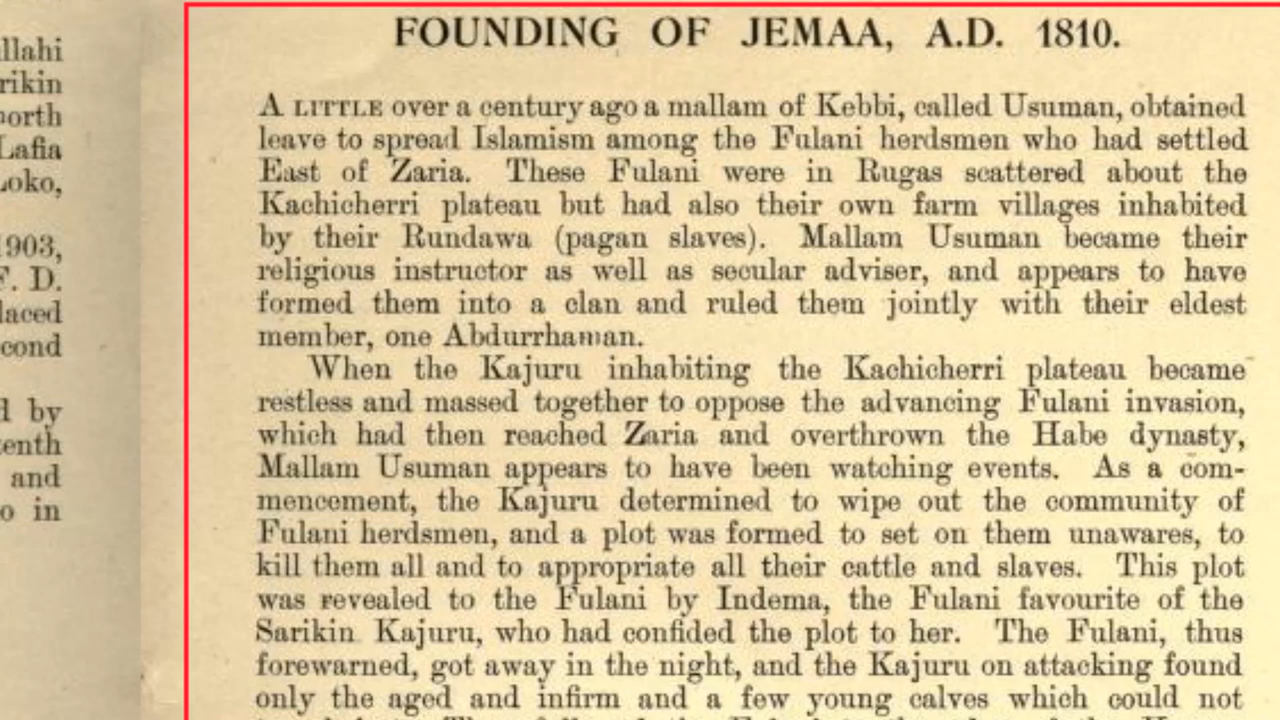 llahi
rikin
orth
Lafia
Loko,
1903,
F. D.
laced
cond
d by
tenth
and
o in
FOUNDING OF JEMAA, A.D. 1810.
A LITTLE over a century ago a mallam of Kebbi, called Usuman, obtained
leave to spread Islamism among the Fulani herdsmen who had settled
East of Zaria. These Fulani were in Rugas scattered about the
Kachicherri plateau but had also their own farm villages inhabited
by their Rundawa (pagan slaves). Mallam Usuman became their
religious instructor as well as secular adviser, and appears to have
formed them into a clan and ruled them jointly with their eldest
member, one Abdurrhaman.
When the Kajuru inhabiting the Kachicherri plateau became
restless and massed together to oppose the advancing Fulani invasion,
which had then reached Zaria and overthrown the Habe dynasty,
Mallam Usuman appears to have been watching events. As a com-
mencement, the Kajuru determined to wipe out the community of
Fulani herdsmen, and a plot was formed to set on them unawares, to
kill them all and to appropriate all their cattle and slaves. This plot
was revealed to the Fulani by Indema, the Fulani favourite of the
Sarikin Kajuru, who had confided the plot to her. The Fulani, thus
forewarned, got away in the night, and the Kajuru on attacking found
only the aged and infirm and a few young calves which could not